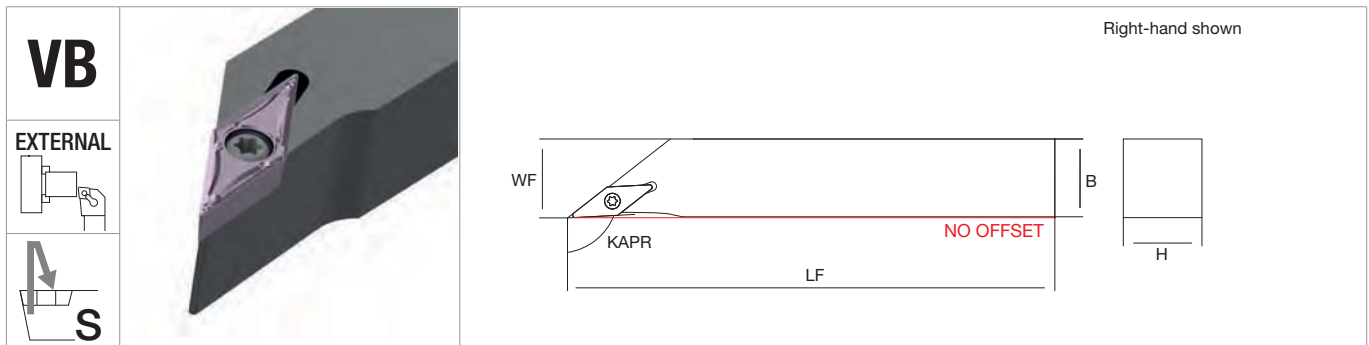 VB
EXTERNAL
S
Right-hand shown
WF
B
KAPR
NO OFFSET
LF
H